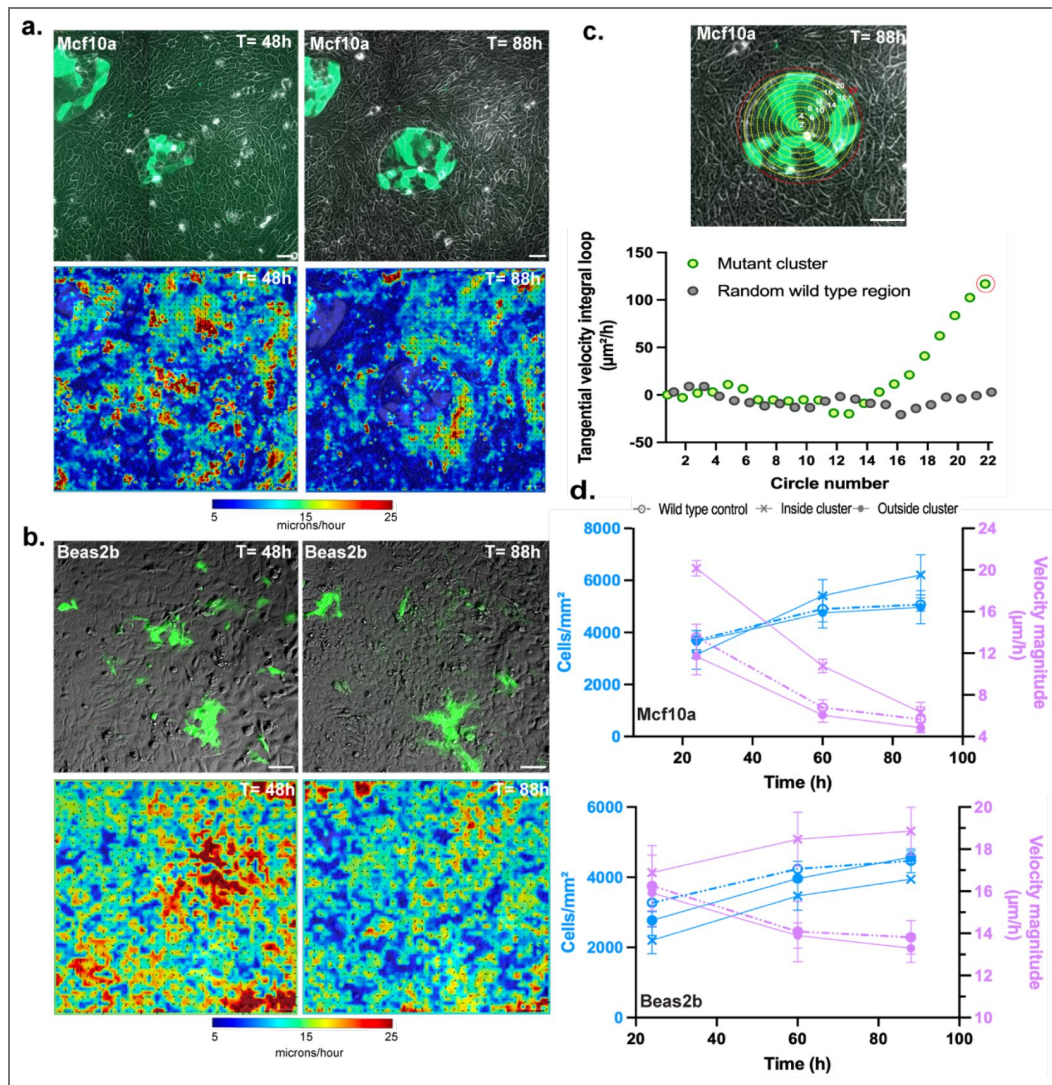 a.
Mcf10a T= 48h
Mcf10a T= 88h
T= 48h
T= 88h
5 25
microns/hour
b.
Beas2b T= 48h
Beas2b T= 88h
T= 48h
T= 88h
5 25
microns/hour
c.
Mcf10a T= 88h
Tangential velocity integral loop
(µm²/h)
150
100
50
0
-50
Mutant cluster
Random wild type region
2 4 6 8 10 12 14 16 18 20 22
Circle number
d.
Wild type control Inside cluster Outside cluster
Cells/mm²
8000
6000
4000
2000
0
Velocity magnitude
(µm/h)
24
20
16
12
8
4
Mcf10a
0 20 40 60 80 100
Time (h)
Cells/mm²
6000
4000
2000
0
Velocity magnitude
(µm/h)
20
18
16
14
12
10
Beas2b
20 40 60 80 100
Time (h)